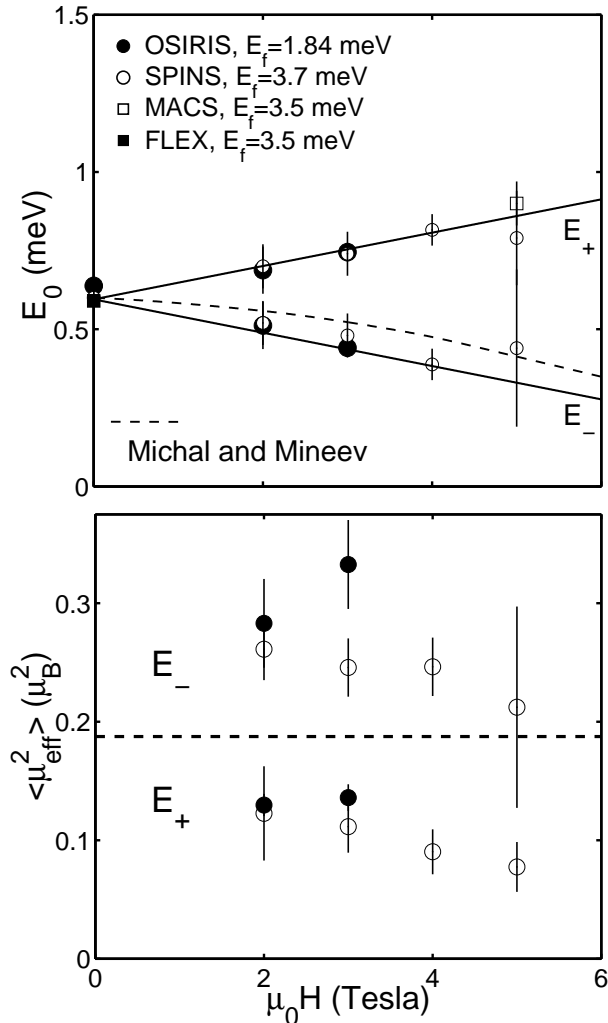 1.5
OSIRIS, E_f=1.84 meV
SPINS, E_f=3.7 meV
MACS, E_f=3.5 meV
FLEX, E_f=3.5 meV
1
E_0 (meV)
E_+
0.5
E_−
Michal and Mineev
0
0.3
E_−
<μ²_eff> (μ²_B)
0.2
E_+
0.1
0
0 2 4 6
μ_0H (Tesla)